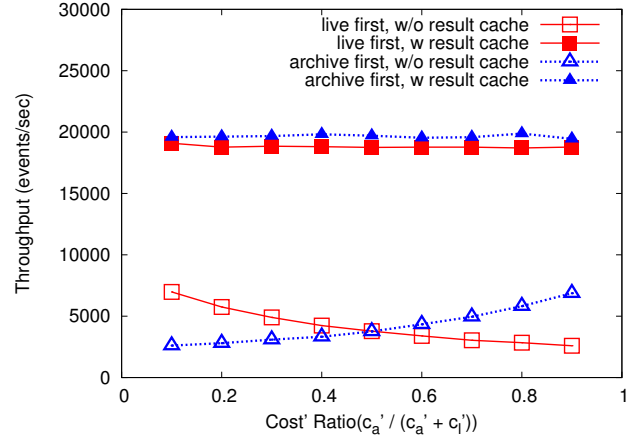 live first, w/o result cache
live first, w result cache
archive first, w/o result cache
archive first, w result cache
30000
25000
20000
15000
10000
5000
0
Throughput (events/sec)
0 0.2 0.4 0.6 0.8 1
Cost' Ratio(c_a' / (c_a' + c_l'))